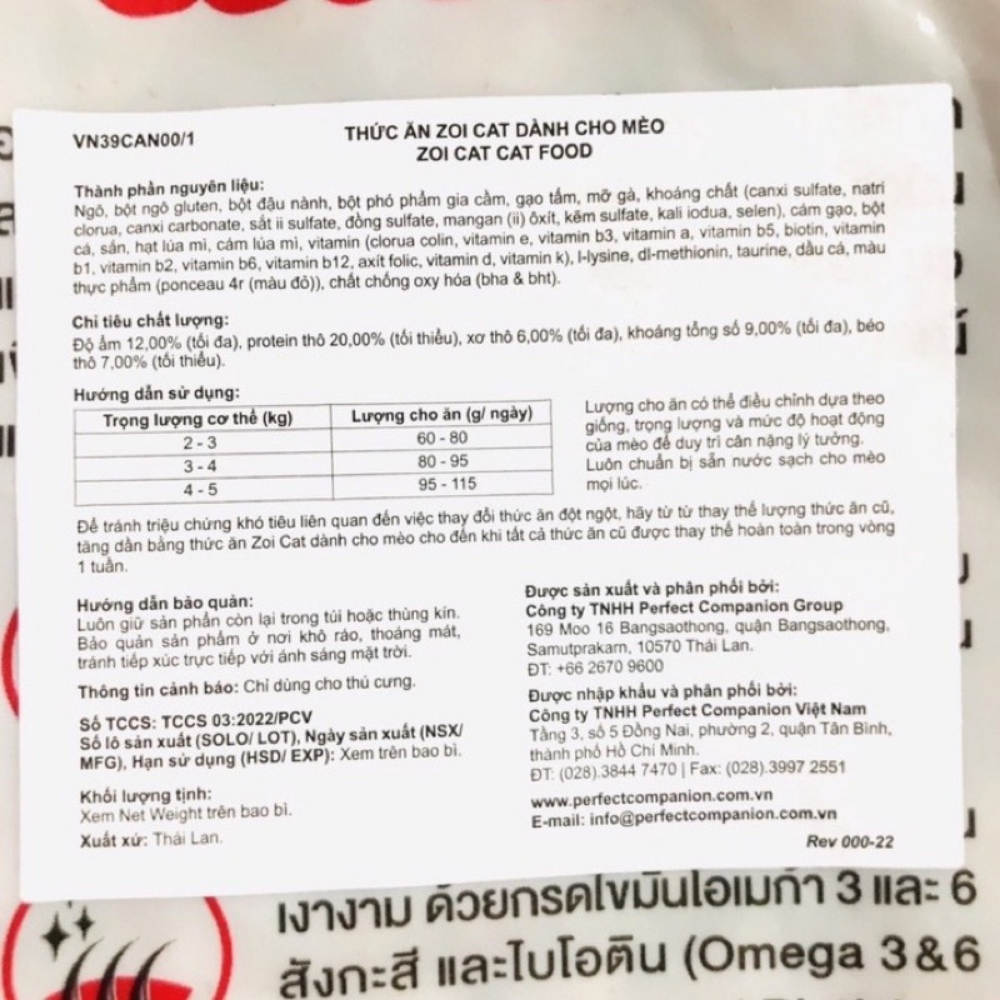 VN39CAN00/1
THỨC ĂN ZOI CAT DÀNH CHO MÈO
ZOI CAT CAT FOOD
Thành phần nguyên liệu:
Ngô, bột ngô gluten, bột đậu nành, bột phó phẩm gia cầm, gạo tấm, mỡ gà, khoáng chất (canxi sulfate, natri
clorua, canxi carbonate, sắt ii sulfate, đồng sulfate, mangan (ii) ôxít, kẽm sulfate, kali iodua, selen), cám gạo, bột
cá, sắn, hạt lúa mì, cám lúa mì, vitamin (clorua colin, vitamin e, vitamin b3, vitamin a, vitamin b5, biotin, vitamin
b1, vitamin b2, vitamin b6, vitamin b12, axít folic, vitamin d, vitamin k), l-lysine, dl-methionin, taurine, dầu cá, màu
thực phẩm (ponceau 4r (màu đỏ)), chất chống oxy hóa (bha & bht).
Chỉ tiêu chất lượng:
Độ ẩm 12,00% (tối đa), protein thô 20,00% (tối thiểu), xơ thô 6,00% (tối đa), khoáng tổng số 9,00% (tối đa), béo
thô 7,00% (tối thiểu).
Hướng dẫn sử dụng:
Trọng lượng cơ thể (kg) Lượng cho ăn (g/ ngày)
2 - 3 60 - 80
3 - 4 80 - 95
4 - 5 95 - 115
Lượng cho ăn có thể điều chỉnh dựa theo
giống, trọng lượng và mức độ hoạt động
của mèo để duy trì cân nặng lý tưởng.
Luôn chuẩn bị sẵn nước sạch cho mèo
mọi lúc.
Để tránh triệu chứng khó tiêu liên quan đến việc thay đổi thức ăn đột ngột, hãy từ từ thay thế lượng thức ăn cũ,
tăng dần bằng thức ăn Zoi Cat dành cho mèo cho đến khi tất cả thức ăn cũ được thay thế hoàn toàn trong vòng
1 tuần.
Hướng dẫn bảo quản:
Luôn giữ sản phẩn còn lại trong túi hoặc thùng kín.
Bảo quản sản phẩm ở nơi khô ráo, thoáng mát,
tránh tiếp xúc trực tiếp với ánh sáng mặt trời.
Thông tin cảnh báo: Chỉ dùng cho thú cưng.
Số TCCS: TCCS 03:2022/PCV
Số lô sản xuất (SOLO/ LOT), Ngày sản xuất (NSX/
MFG), Hạn sử dụng (HSD/ EXP): Xem trên bao bì.
Khối lượng tịnh:
Xem Net Weight trên bao bì.
Xuất xứ: Thái Lan.
Được sản xuất và phân phối bởi:
Công ty TNHH Perfect Companion Group
169 Moo 16 Bangsaothong, quận Bangsaothong,
Samutprakarn, 10570 Thái Lan.
ĐT: +66 2670 9600
Được nhập khẩu và phân phối bởi:
Công ty TNHH Perfect Companion Việt Nam
Tầng 3, số 5 Đồng Nai, phường 2, quận Tân Bình,
thành phố Hồ Chí Minh.
ĐT: (028).3844 7470 | Fax: (028).3997 2551
www.perfectcompanion.com.vn
E-mail: info@perfectcompanion.com.vn
Rev 000-22
เงางาม ด้วยกรดไขมันโอเมก้า 3 และ 6
สังกะสี และไบโอติน (Omega 3 & 6